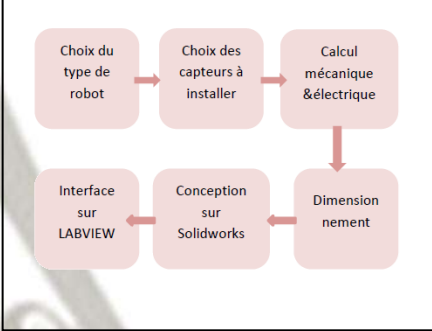 Choix du
type de
robot
Choix des
capteurs à
installer
Calcul
mécanique
&électrique
Dimension
nement
Conception
sur
Solidworks
Interface
sur
LABVIEW